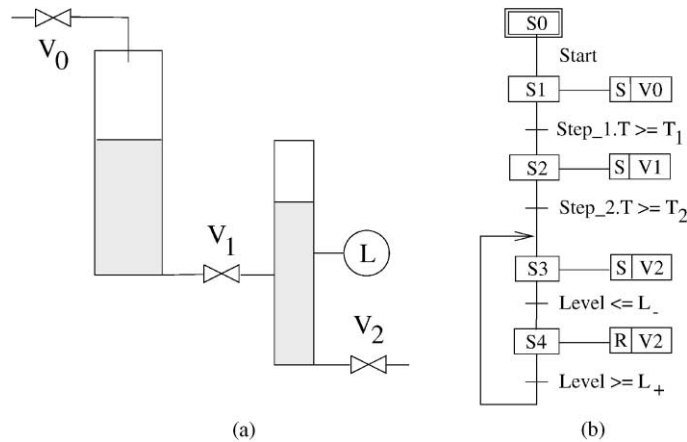 V0
V1
L
V2
(a)
S0
Start
S1 S V0
Step_1.T >= T1
S2 S V1
Step_2.T >= T2
S3 S V2
Level <= L-
S4 R V2
Level >= L+
(b)